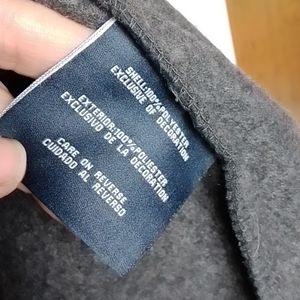 SHELL:100%POLYESTER
EXCLUSIVE OF DECORATION
EXTERIOR:100%POLIESTER
EXCLUSIVO DE LA DECORATION
CARE ON REVERSE
CUIDADO AL REVERSO